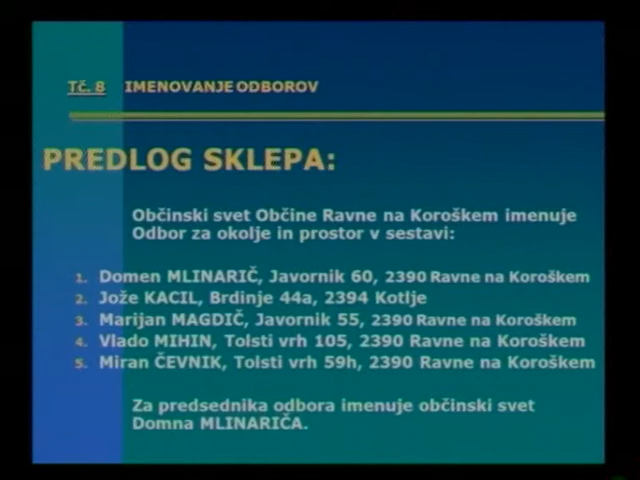 Tč. 8 IMENOVANJE ODBOROV
PREDLOG SKLEPA:
Občinski svet Občine Ravne na Koroškem imenuje
Odbor za okolje in prostor v sestavi:
1. Domen MLINARIČ, Javornik 60, 2390 Ravne na Koroškem
2. Jože KACIL, Brdinje 44a, 2394 Kotlje
3. Marijan MAGDIČ, Javornik 55, 2390 Ravne na Koroškem
4. Vlado MIHIN, Tolsti vrh 105, 2390 Ravne na Koroškem
5. Miran ČEVNIK, Tolsti vrh 59h, 2390 Ravne na Koroškem
Za predsednika odbora imenuje občinski svet
Domna MLINARIČA.